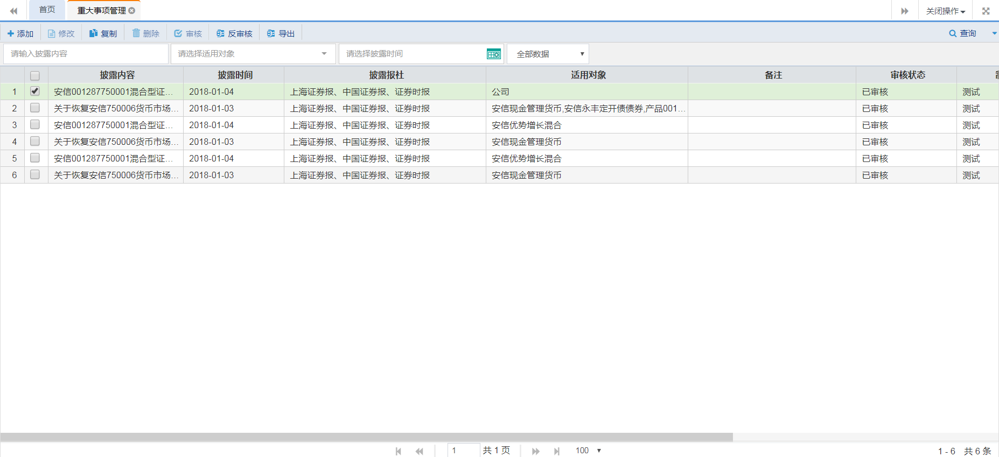 首页 重大事项管理 关闭操作
添加 修改 复制 删除 审核 反审核 导出 查询
请输入披露内容 请选择适用对象 请选择披露时间 全部数据
披露内容 披露时间 披露报社 适用对象 备注 审核状态
1 安信001287750001混合型证... 2018-01-04 上海证券报、中国证券报、证券时报 公司 已审核 测试
2 关于恢复安信750006货币市场... 2018-01-03 上海证券报、中国证券报、证券时报 安信现金管理货币,安信永丰定开债债券,产品001... 已审核 测试
3 安信001287750001混合型证... 2018-01-04 上海证券报、中国证券报、证券时报 安信优势增长混合 已审核 测试
4 关于恢复安信750006货币市场... 2018-01-03 上海证券报、中国证券报、证券时报 安信现金管理货币 已审核 测试
5 安信001287750001混合型证... 2018-01-04 上海证券报、中国证券报、证券时报 安信优势增长混合 已审核 测试
6 关于恢复安信750006货币市场... 2018-01-03 上海证券报、中国证券报、证券时报 安信现金管理货币 已审核 测试
1 共 1 页 100 1 - 6 共 6 条